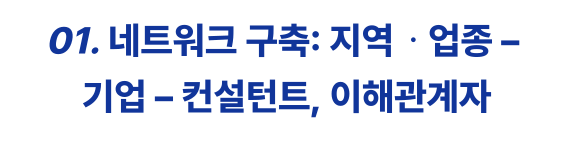 01. 네트워크 구축: 지역 · 업종 –
기업 – 컨설턴트, 이해관계자